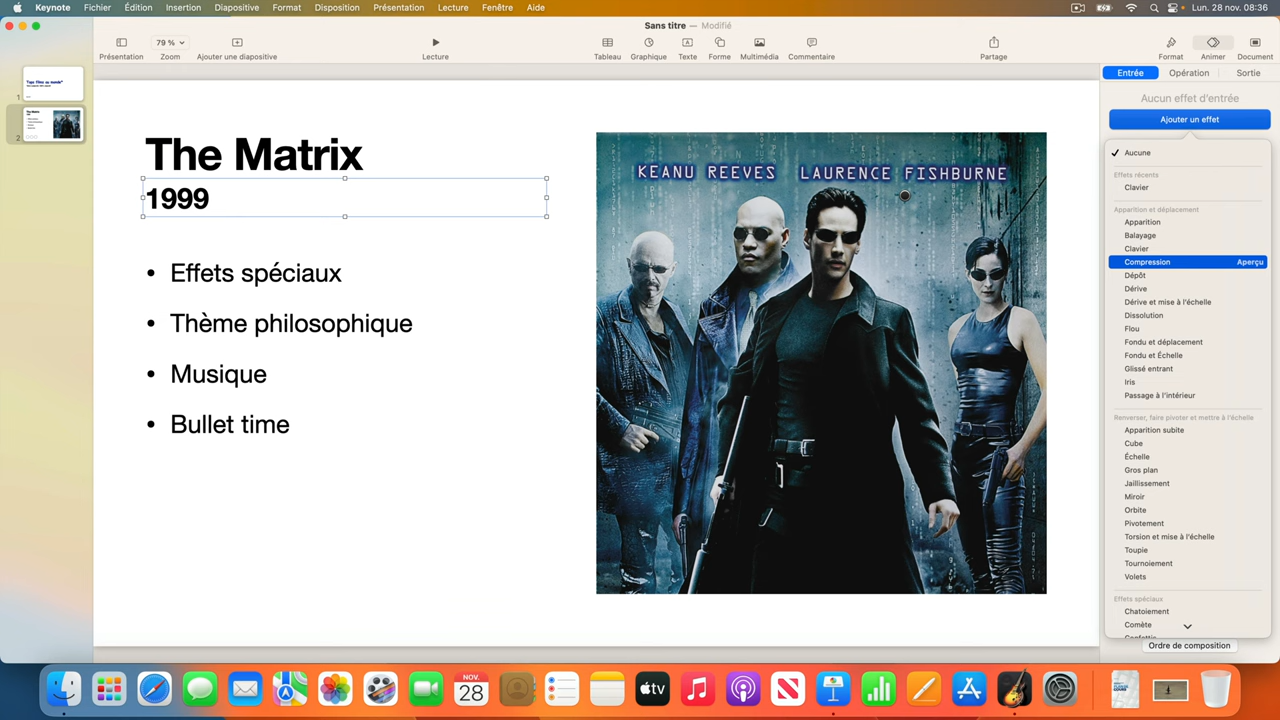 Keynote Fichier Édition Insertion Diapositive Format Disposition Présentation Lecture Fenêtre Aide Lun. 28 nov. 08:36
Sans titre — Modifié
79 %
Présentation Zoom Ajouter une diapositive Lecture Tableau Graphique Texte Forme Multimédia Commentaire Partage Format Animer Document
Entrée Opération Sortie
Aucun effet d'entrée
Ajouter un effet
Aucune
Effets récents
Clavier
Apparition et déplacement
Apparition
Balayage
Clavier
Compression Aperçu
Dépôt
Dérive
Dérive et mise à l'échelle
Dissolution
Flou
Fondu et déplacement
Fondu et Échelle
Glissé entrant
Iris
Passage à l'intérieur
Renverser, faire pivoter et mettre à l'échelle
Apparition subite
Cube
Échelle
Gros plan
Jaillissement
Miroir
Orbite
Pivotement
Torsion et mise à l'échelle
Toupie
Tournoiement
Volets
Effets spéciaux
Chatoiement
Comète
Ordre de composition
1
2
The Matrix
1999
• Effets spéciaux
• Thème philosophique
• Musique
• Bullet time
KEANU REEVES LAURENCE FISHBURNE
NOV.
28
tv